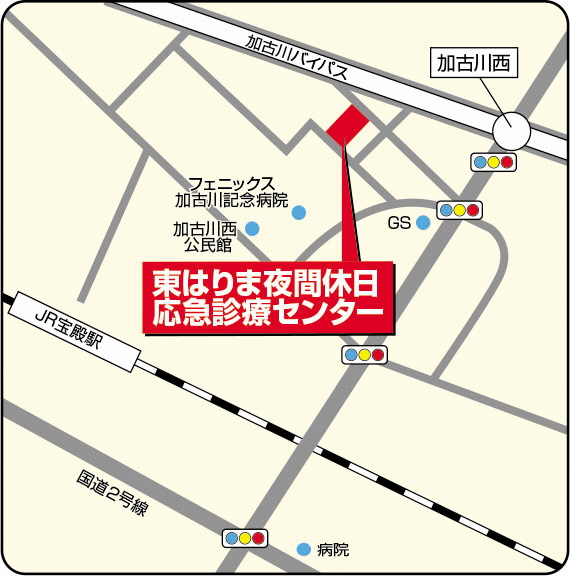 加古川バイパス
加古川西
フェニックス
加古川記念病院
加古川西
公民館
GS
東はりま夜間休日
応急診療センター
JR宝殿駅
国道2号線
病院